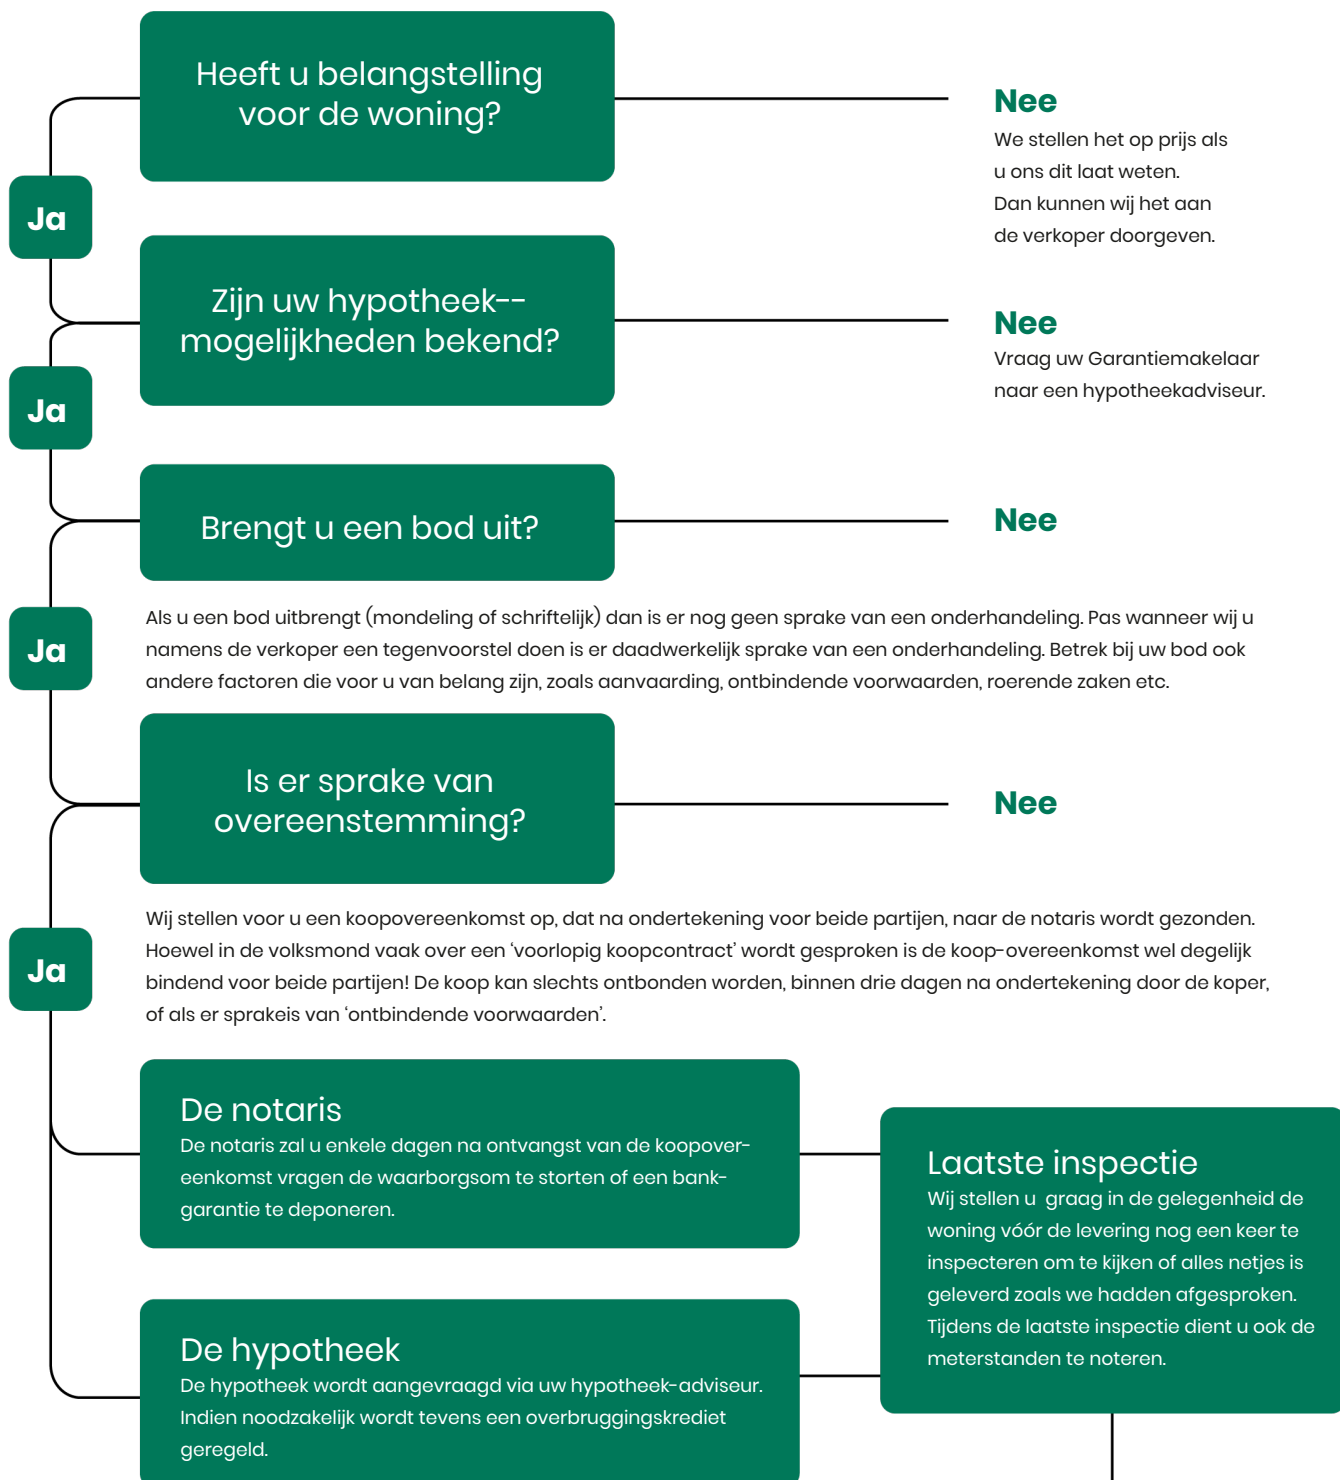 Heeft u belangstelling
voor de woning?
Nee
We stellen het op prijs als
u ons dit laat weten.
Dan kunnen wij het aan
de verkoper doorgeven.
Ja
Zijn uw hypotheek--
mogelijkheden bekend?
Nee
Vraag uw Garantiemakelaar
naar een hypotheekadviseur.
Ja
Brengt u een bod uit?
Nee
Als u een bod uitbrengt (mondeling of schriftelijk) dan is er nog geen sprake van een onderhandeling. Pas wanneer wij u
namens de verkoper een tegenvoorstel doen is er daadwerkelijk sprake van een onderhandeling. Betrek bij uw bod ook
andere factoren die voor u van belang zijn, zoals aanvaarding, ontbindende voorwaarden, roerende zaken etc.
Ja
Is er sprake van
overeenstemming?
Nee
Wij stellen voor u een koopovereenkomst op, dat na ondertekening voor beide partijen, naar de notaris wordt gezonden.
Hoewel in de volksmond vaak over een ‘voorlopig koopcontract’ wordt gesproken is de koop-overeenkomst wel degelijk
bindend voor beide partijen! De koop kan slechts ontbonden worden, binnen drie dagen na ondertekening door de koper,
of als er sprakeis van ‘ontbindende voorwaarden’.
Ja
De notaris
De notaris zal u enkele dagen na ontvangst van de koopover-
eenkomst vragen de waarborgsom te storten of een bank-
garantie te deponeren.
Laatste inspectie
Wij stellen u graag in de gelegenheid de
woning vóór de levering nog een keer te
inspecteren om te kijken of alles netjes is
geleverd zoals we hadden afgesproken.
Tijdens de laatste inspectie dient u ook de
meterstanden te noteren.
De hypotheek
De hypotheek wordt aangevraagd via uw hypotheek-adviseur.
Indien noodzakelijk wordt tevens een overbruggingskrediet
geregeld.